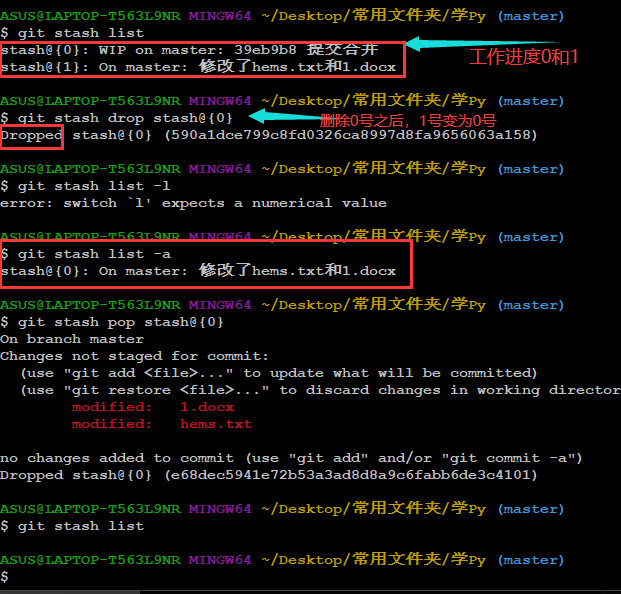 ASUS@LAPTOP-T563L9NR MINGW64 ~/Desktop/常用文件夹/学Py (master)
$ git stash list
stash@{0}: WIP on master: 39eb9b8 提交合并
stash@{1}: On master: 修改了hems.txt和1.docx
工作进度0和1
ASUS@LAPTOP-T563L9NR MINGW64 ~/Desktop/常用文件夹/学Py (master)
$ git stash drop stash@{0}
删除0号之后，1号变为0号
Dropped stash@{0} (590a1dce799c8fd0326ca8997d8fa9656063a158)
ASUS@LAPTOP-T563L9NR MINGW64 ~/Desktop/常用文件夹/学Py (master)
$ git stash list -l
error: switch `l' expects a numerical value
ASUS@LAPTOP-T563L9NR MINGW64 ~/Desktop/常用文件夹/学Py (master)
$ git stash list -a
stash@{0}: On master: 修改了hems.txt和1.docx
ASUS@LAPTOP-T563L9NR MINGW64 ~/Desktop/常用文件夹/学Py (master)
$ git stash pop stash@{0}
On branch master
Changes not staged for commit:
(use "git add <file>..." to update what will be committed)
(use "git restore <file>..." to discard changes in working director
modified: 1.docx
modified: hems.txt
no changes added to commit (use "git add" and/or "git commit -a")
Dropped stash@{0} (e68dec5941e72b53a3ad8d8a9c6fabb6de3c4101)
ASUS@LAPTOP-T563L9NR MINGW64 ~/Desktop/常用文件夹/学Py (master)
$ git stash list
ASUS@LAPTOP-T563L9NR MINGW64 ~/Desktop/常用文件夹/学Py (master)
$